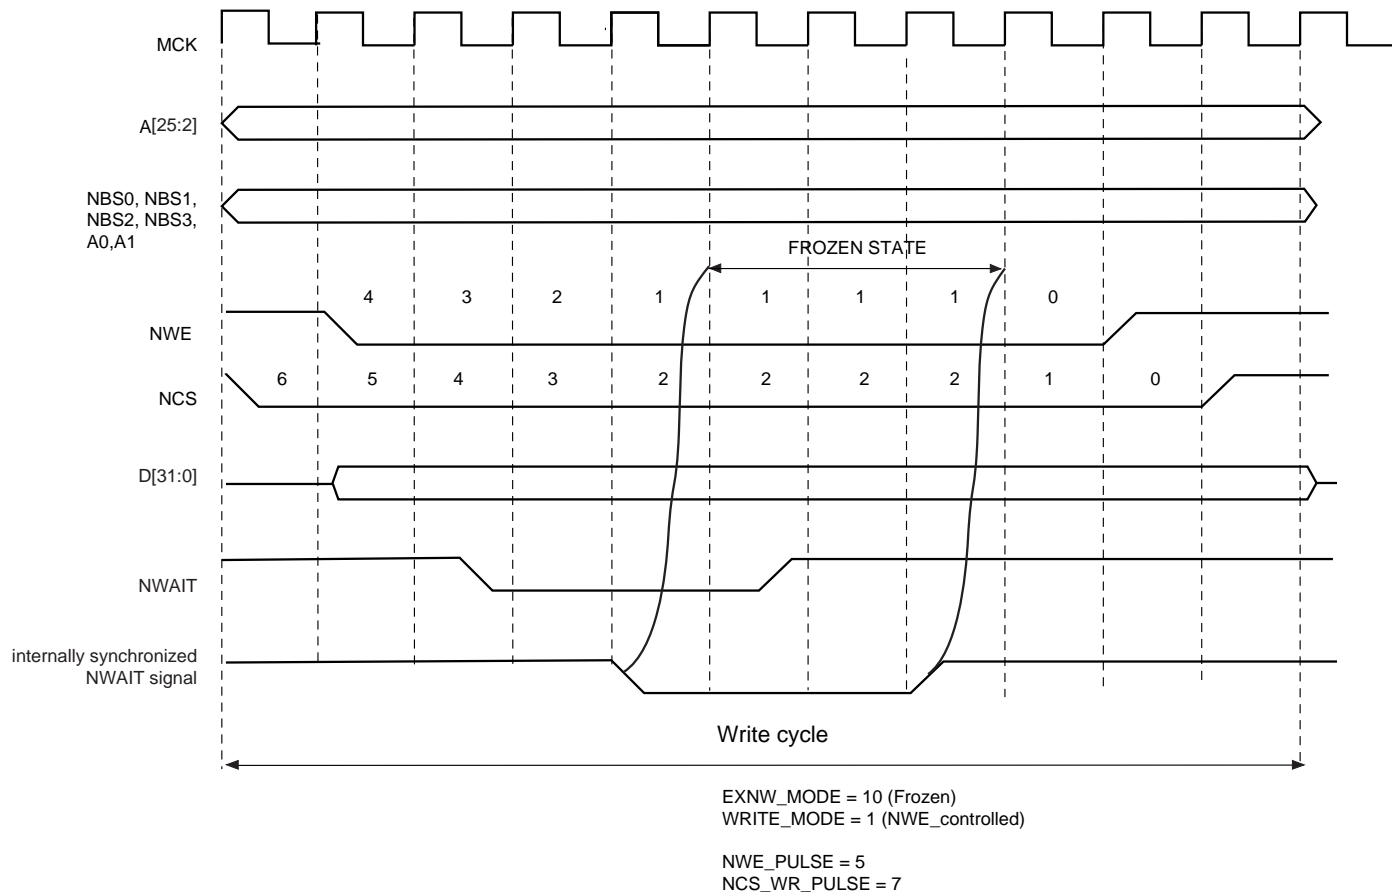 MCK
A[25:2]
NBS0, NBS1,
NBS2, NBS3,
A0,A1
FROZEN STATE
4 3 2 1 1 1 1 0
NWE
6 5 4 3 2 2 2 2 1 0
NCS
D[31:0]
NWAIT
internally synchronized
NWAIT signal
Write cycle
EXNW_MODE = 10 (Frozen)
WRITE_MODE = 1 (NWE_controlled)
NWE_PULSE = 5
NCS_WR_PULSE = 7